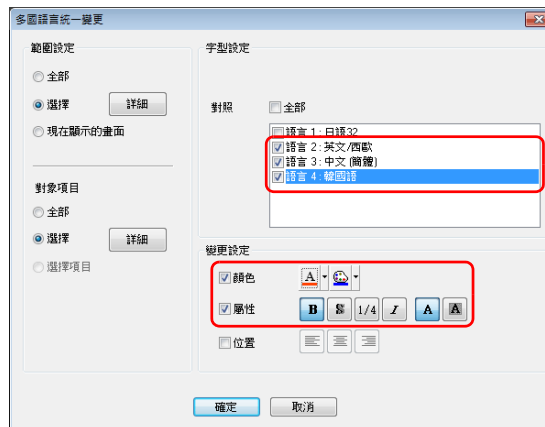 多國語言統一變更
範圍設定
全部
選擇 詳細
現在顯示的畫面
對象項目
全部
選擇 詳細
選擇項目
字型設定
對照 全部
語言 1 : 日語32
語言 2 : 英文/西歐
語言 3 : 中文 (簡體)
語言 4 : 韓國語
變更設定
顏色 A
屬性 B S 1/4 I A A
位置
確定 取消